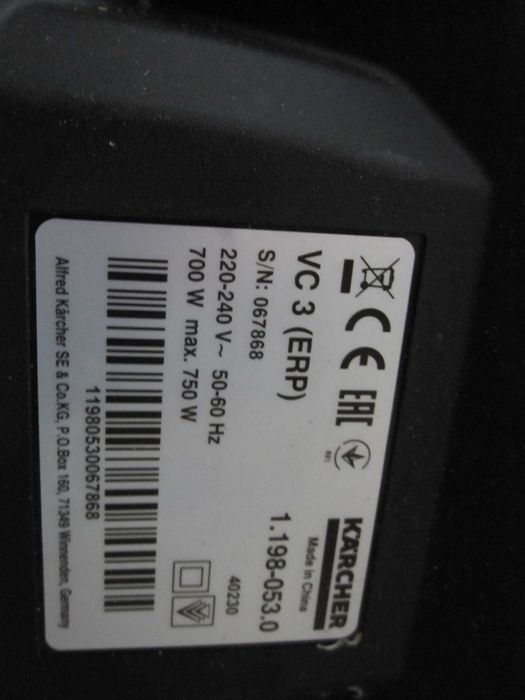 CE EAC KÄRCHER
Made in China
VC 3 (ERP) 1.198-053.0
S/N: 067868
220-240 V~ 50-60 Hz 40230
700 W max. 750 W
11980530067868
Alfred Kärcher SE & Co.KG, P.O.Box 160, 71349 Winnenden, Germany